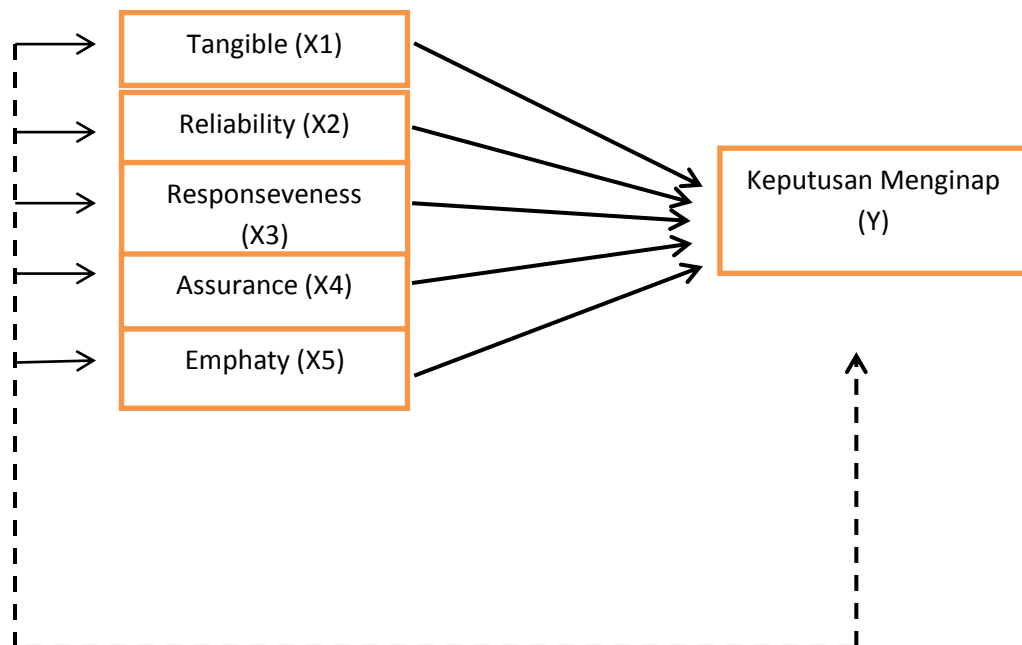 Tangible (X1)
Reliability (X2)
Responseveness
(X3)
Assurance (X4)
Emphaty (X5)
Keputusan Menginap
(Y)